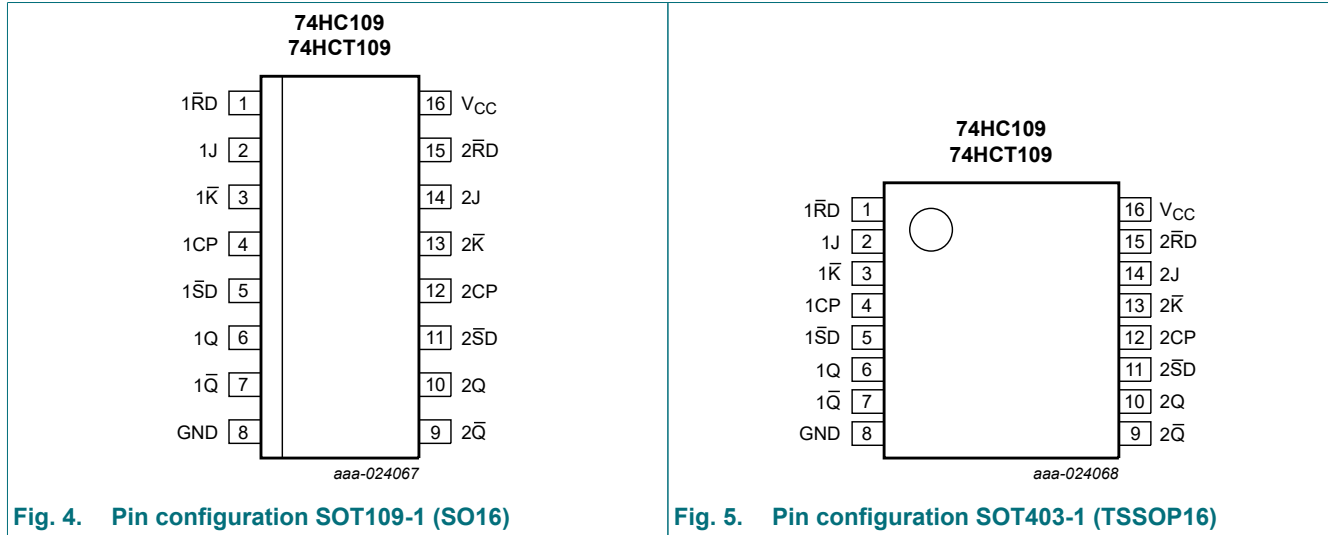 74HC109
74HCT109
1R̅D 1
16 VCC
1J 2
15 2R̅D
1K̅ 3
14 2J
1CP 4
13 2K̅
1S̅D 5
12 2CP
1Q 6
11 2S̅D
1Q̅ 7
10 2Q
GND 8
9 2Q̅
aaa-024067
Fig. 4. Pin configuration SOT109-1 (SO16)
74HC109
74HCT109
1R̅D 1
16 VCC
1J 2
15 2R̅D
1K̅ 3
14 2J
1CP 4
13 2K̅
1S̅D 5
12 2CP
1Q 6
11 2S̅D
1Q̅ 7
10 2Q
GND 8
9 2Q̅
aaa-024068
Fig. 5. Pin configuration SOT403-1 (TSSOP16)